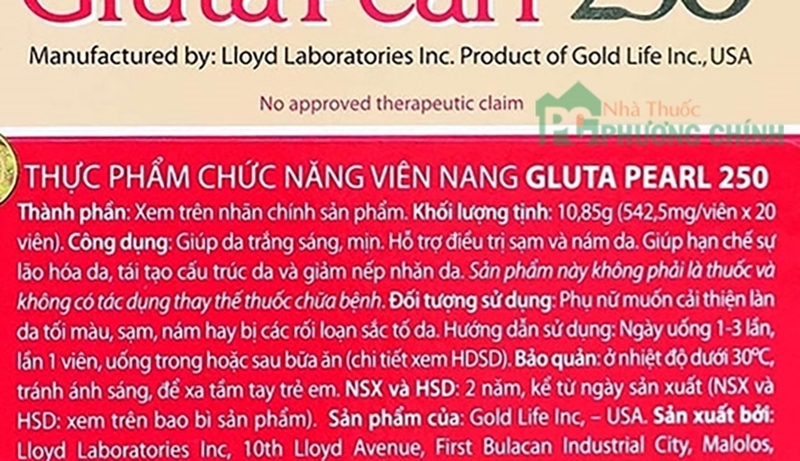 Gluta Pearl 250
Manufactured by: Lloyd Laboratories Inc. Product of Gold Life Inc., USA
No approved therapeutic claim
Nhà Thuốc
PHƯƠNG CHÍNH
THỰC PHẨM CHỨC NĂNG VIÊN NANG GLUTA PEARL 250
Thành phần: Xem trên nhãn chính sản phẩm. Khối lượng tịnh: 10,85g (542,5mg/viên x 20
viên). Công dụng: Giúp da trắng sáng, mịn. Hỗ trợ điều trị sạm và nám da. Giúp hạn chế sự
lão hóa da, tái tạo cấu trúc da và giảm nếp nhăn da. Sản phẩm này không phải là thuốc và
không có tác dụng thay thế thuốc chữa bệnh. Đối tượng sử dụng: Phụ nữ muốn cải thiện làn
da tối màu, sạm, nám hay bị các rối loạn sắc tố da. Hướng dẫn sử dụng: Ngày uống 1-3 lần,
lần 1 viên, uống trong hoặc sau bữa ăn (chi tiết xem HDSD). Bảo quản: ở nhiệt độ dưới 30ºC,
tránh ánh sáng, để xa tầm tay trẻ em. NSX và HSD: 2 năm, kể từ ngày sản xuất (NSX và
HSD: xem trên bao bì sản phẩm). Sản phẩm của: Gold Life Inc, – USA. Sản xuất bởi:
Lloyd Laboratories Inc, 10th Lloyd Avenue, First Bulacan Industrial City, Malolos,